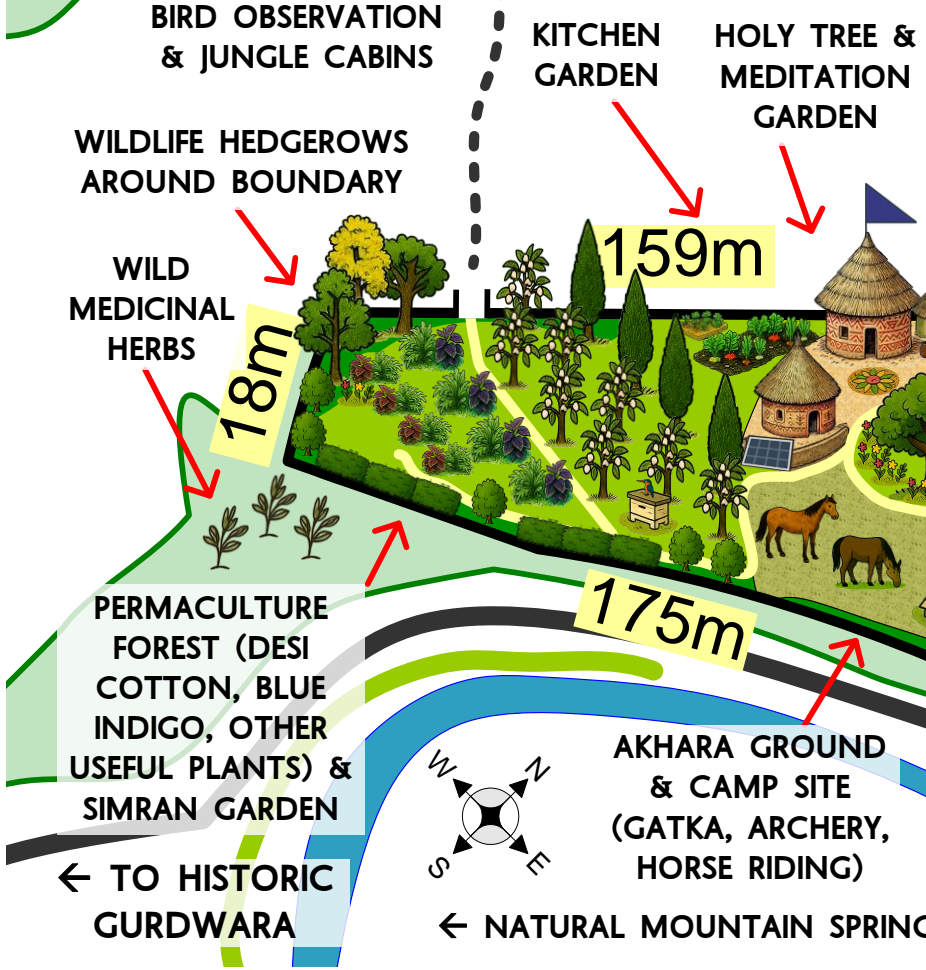 BIRD OBSERVATION
& JUNGLE CABINS
KITCHEN
GARDEN
HOLY TREE &
MEDITATION
GARDEN
WILDLIFE HEDGEROWS
AROUND BOUNDARY
WILD
MEDICINAL
HERBS
159m
18m
175m
PERMACULTURE
FOREST (DESI
COTTON, BLUE
INDIGO, OTHER
USEFUL PLANTS) &
SIMRAN GARDEN
W
N
S
E
AKHARA GROUND
& CAMP SITE
(GATKA, ARCHERY,
HORSE RIDING)
← TO HISTORIC
GURDWARA
← NATURAL MOUNTAIN SPRING